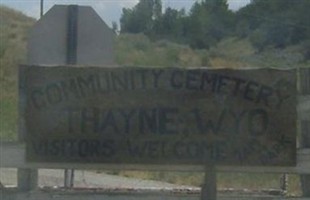 COMMUNITY CEMETERY
THAYNE, WYO
VISITORS WELCOME